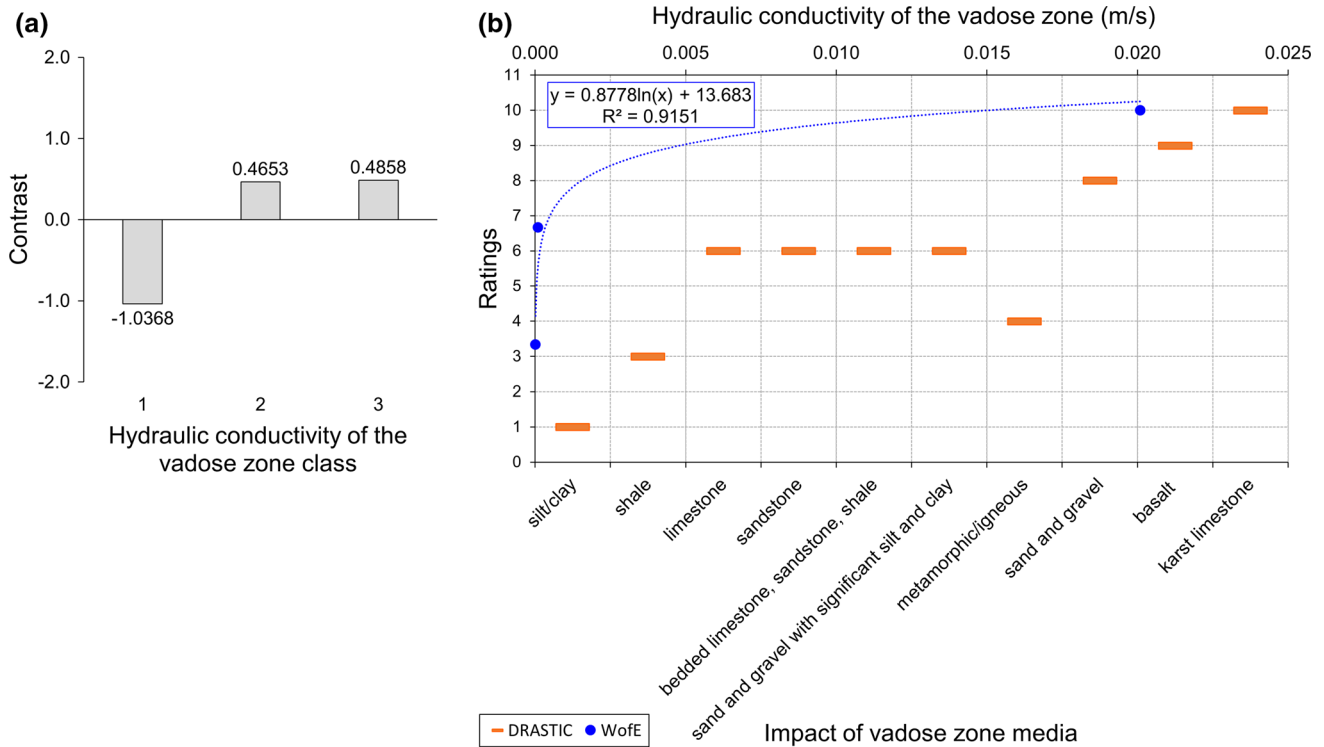 (a)
2.0
1.0
0.0
-1.0
-2.0
Contrast
-1.0368
0.4653
0.4858
1
2
3
Hydraulic conductivity of the
vadose zone class
(b)
Hydraulic conductivity of the vadose zone (m/s)
0.000
0.005
0.010
0.015
0.020
0.025
11
10
9
8
7
6
5
4
3
2
1
0
Ratings
y = 0.8778ln(x) + 13.683
R² = 0.9151
silt/clay
shale
limestone
sandstone
bedded limestone, sandstone, shale
sand and gravel with significant silt and clay
metamorphic/igneous
sand and gravel
basalt
karst limestone
DRASTIC
WofE
Impact of vadose zone media